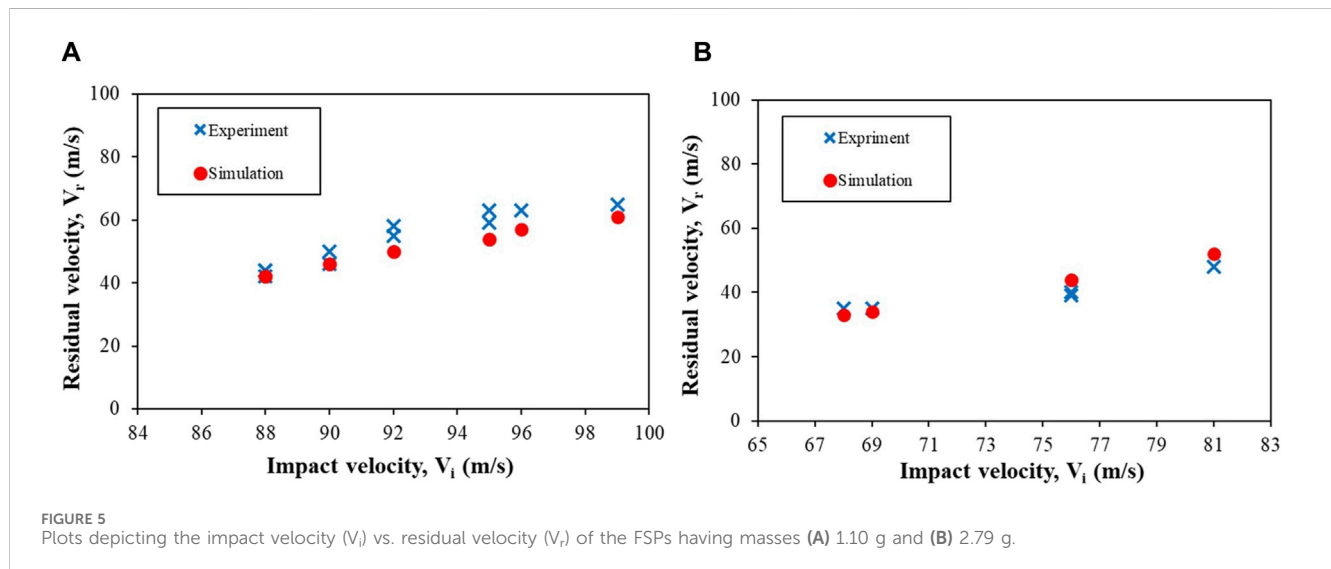 A
100
80
60
40
20
0
Residual velocity, Vr (m/s)
Experiment
Simulation
84 86 88 90 92 94 96 98 100
Impact velocity, Vi (m/s)
B
100
80
60
40
20
0
Residual velocity, Vr (m/s)
Expriment
Simulation
65 67 69 71 73 75 77 79 81 83
Impact velocity, Vi (m/s)
FIGURE 5
Plots depicting the impact velocity (Vi) vs. residual velocity (Vr) of the FSPs having masses (A) 1.10 g and (B) 2.79 g.